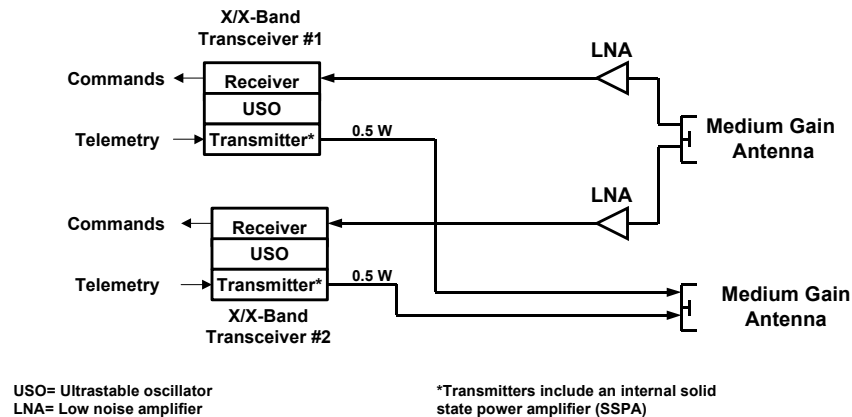 X/X-Band
Transceiver #1
LNA
Commands
Receiver
USO
Telemetry
Transmitter*
0.5 W
Medium Gain
Antenna
LNA
Commands
Receiver
USO
Telemetry
Transmitter*
0.5 W
Medium Gain
Antenna
X/X-Band
Transceiver #2
USO= Ultrastable oscillator
LNA= Low noise amplifier
*Transmitters include an internal solid
state power amplifier (SSPA)